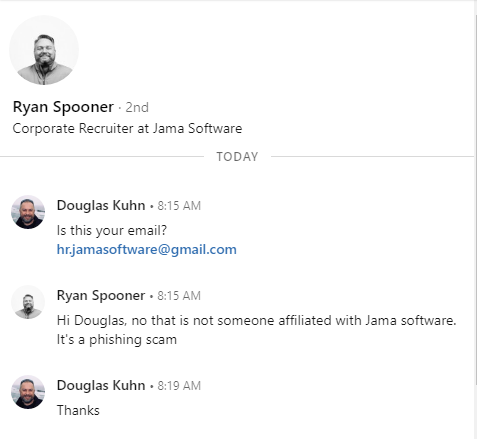 Ryan Spooner · 2nd
Corporate Recruiter at Jama Software
TODAY
Douglas Kuhn • 8:15 AM
Is this your email?
hr.jamasoftware@gmail.com
Ryan Spooner • 8:15 AM
Hi Douglas, no that is not someone affiliated with Jama software.
It's a phishing scam
Douglas Kuhn • 8:19 AM
Thanks